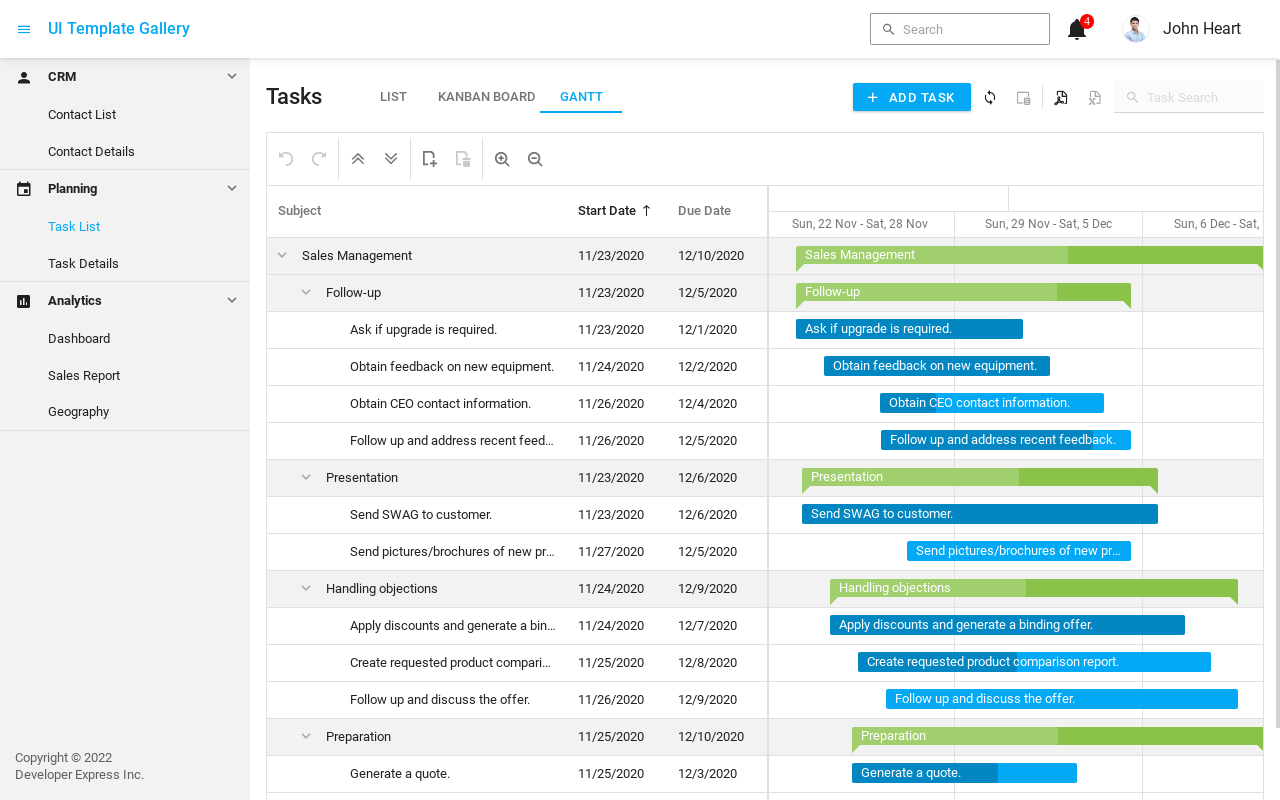 UI Template Gallery
Search
4
John Heart
CRM
Contact List
Contact Details
Planning
Task List
Task Details
Analytics
Dashboard
Sales Report
Geography
Copyright © 2022
Developer Express Inc.
Tasks
LIST
KANBAN BOARD
GANTT
ADD TASK
Task Search
Subject
Start Date
Due Date
Sun, 22 Nov - Sat, 28 Nov
Sun, 29 Nov - Sat, 5 Dec
Sun, 6 Dec - Sat,
Sales Management 11/23/2020 12/10/2020 Sales Management
Follow-up 11/23/2020 12/5/2020 Follow-up
Ask if upgrade is required. 11/23/2020 12/1/2020 Ask if upgrade is required.
Obtain feedback on new equipment. 11/24/2020 12/2/2020 Obtain feedback on new equipment.
Obtain CEO contact information. 11/26/2020 12/4/2020 Obtain CEO contact information.
Follow up and address recent feed... 11/26/2020 12/5/2020 Follow up and address recent feedback.
Presentation 11/23/2020 12/6/2020 Presentation
Send SWAG to customer. 11/23/2020 12/6/2020 Send SWAG to customer.
Send pictures/brochures of new pr... 11/27/2020 12/5/2020 Send pictures/brochures of new pr...
Handling objections 11/24/2020 12/9/2020 Handling objections
Apply discounts and generate a bin... 11/24/2020 12/7/2020 Apply discounts and generate a binding offer.
Create requested product compari... 11/25/2020 12/8/2020 Create requested product comparison report.
Follow up and discuss the offer. 11/26/2020 12/9/2020 Follow up and discuss the offer.
Preparation 11/25/2020 12/10/2020 Preparation
Generate a quote. 11/25/2020 12/3/2020 Generate a quote.